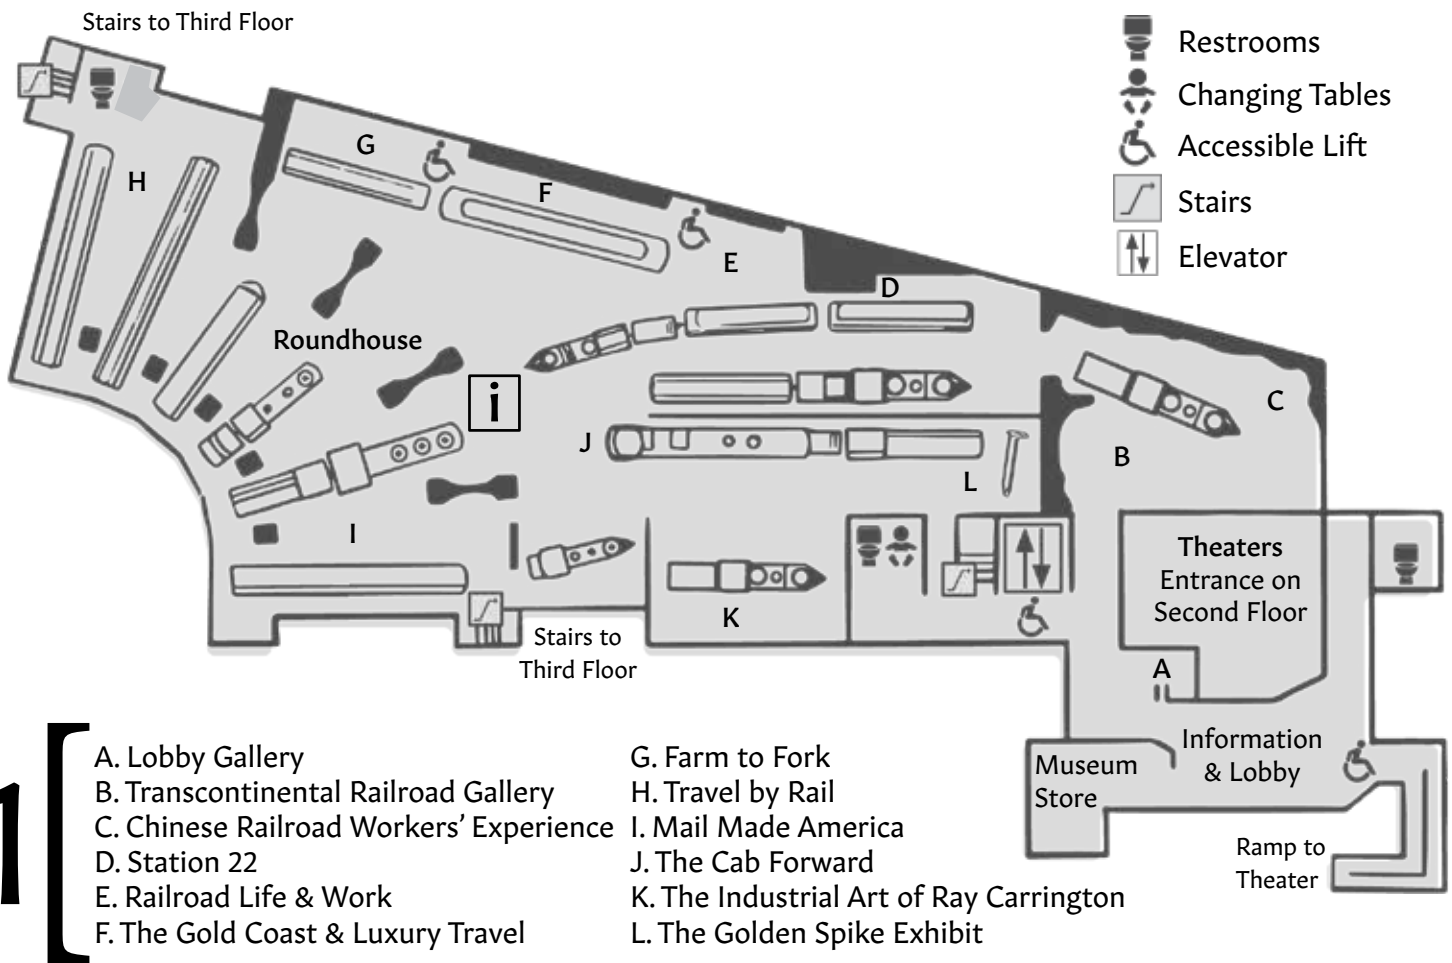 Stairs to Third Floor
Restrooms
Changing Tables
Accessible Lift
Stairs
Elevator
G
H
F
E
D
Roundhouse
i
C
J
B
L
I
Theaters
Entrance on
Second Floor
K
Stairs to
Third Floor
A
Information
& Lobby
Museum
Store
Ramp to
Theater
1
A. Lobby Gallery
B. Transcontinental Railroad Gallery
C. Chinese Railroad Workers’ Experience
D. Station 22
E. Railroad Life & Work
F. The Gold Coast & Luxury Travel
G. Farm to Fork
H. Travel by Rail
I. Mail Made America
J. The Cab Forward
K. The Industrial Art of Ray Carrington
L. The Golden Spike Exhibit